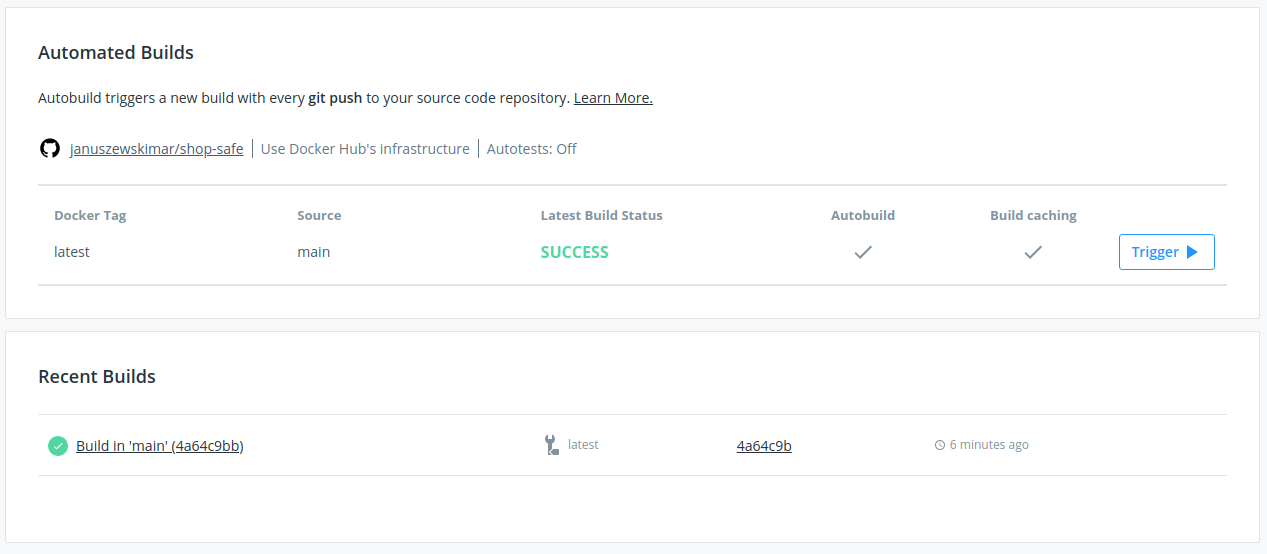 Automated Builds
Autobuild triggers a new build with every git push to your source code repository. Learn More.
januszewskimar/shop-safe | Use Docker Hub's infrastructure | Autotests: Off
Docker Tag Source Latest Build Status Autobuild Build caching
latest main SUCCESS Trigger
Recent Builds
Build in 'main' (4a64c9bb) latest 4a64c9b 6 minutes ago